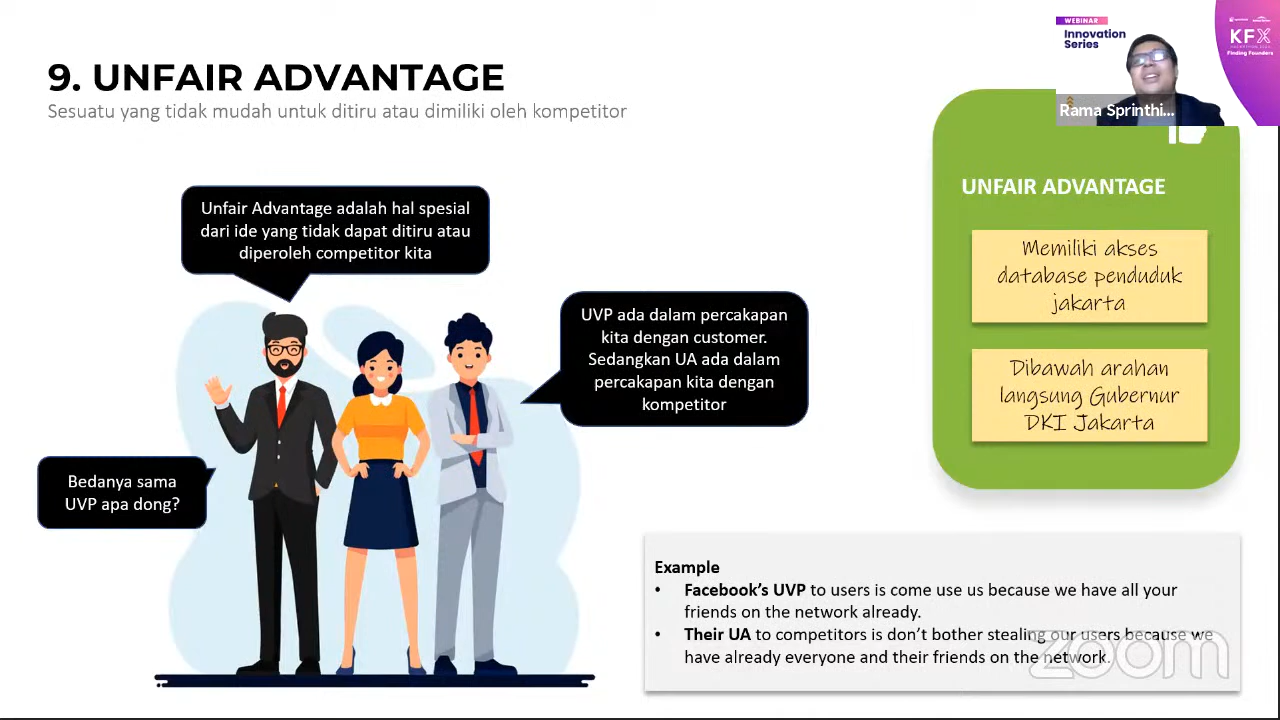 9. UNFAIR ADVANTAGE
Sesuatu yang tidak mudah untuk ditiru atau dimiliki oleh kompetitor
WEBINAR
Innovation
Series
KFX
Finding Founders
Rama Sprinthi...
Unfair Advantage adalah hal spesial
dari ide yang tidak dapat ditiru atau
diperoleh competitor kita
UVP ada dalam percakapan
kita dengan customer.
Sedangkan UA ada dalam
percakapan kita dengan
kompetitor
Bedanya sama
UVP apa dong?
UNFAIR ADVANTAGE
Memiliki akses
database penduduk
jakarta
Dibawah arahan
langsung Gubernur
DKI Jakarta
Example
• Facebook’s UVP to users is come use us because we have all your
friends on the network already.
• Their UA to competitors is don’t bother stealing our users because we
have already everyone and their friends on the network.
zoom